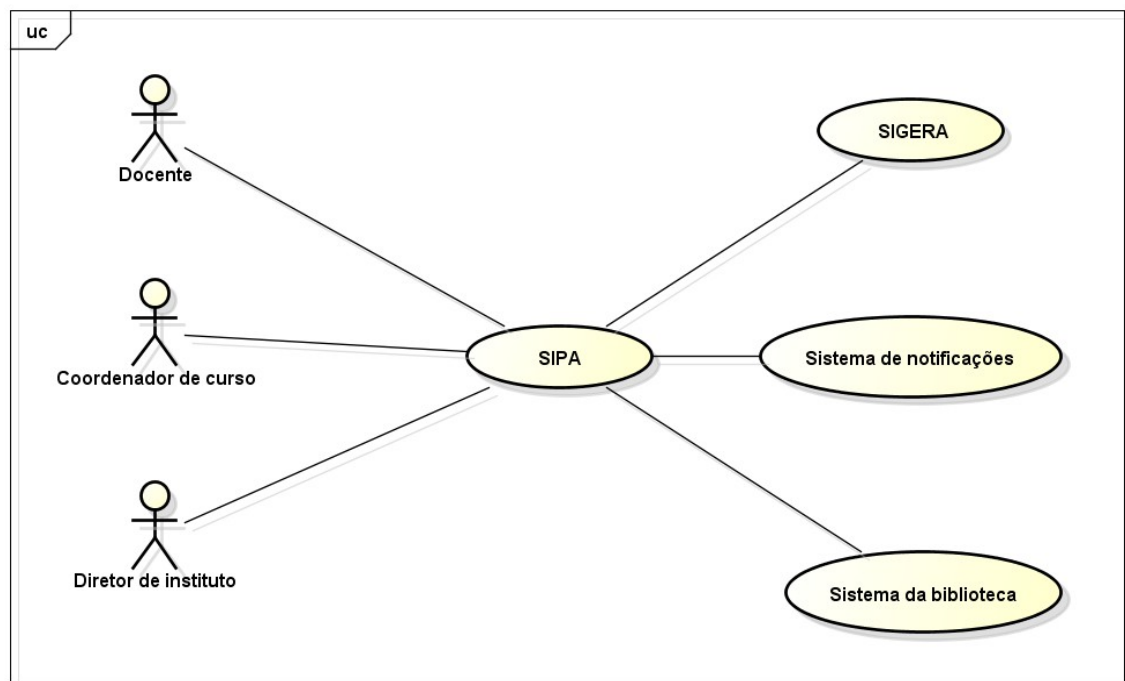 uc
Docente
SIGERA
Coordenador de curso
SIPA
Sistema de notificações
Diretor de instituto
Sistema da biblioteca